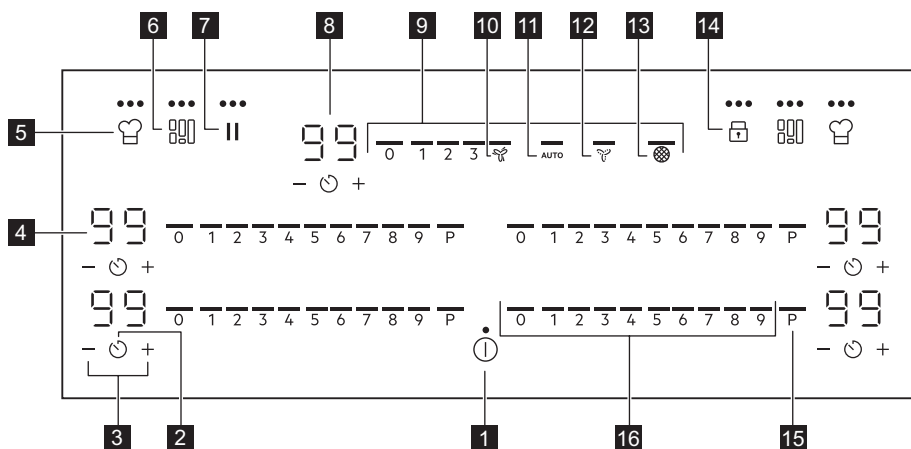 6 7 8 9 10 11 12 13 14
5
99 0 1 2 3 AUTO
− +
4 99 0 1 2 3 4 5 6 7 8 9 P 0 1 2 3 4 5 6 7 8 9 P 99
− + − +
99 0 1 2 3 4 5 6 7 8 9 P 0 1 2 3 4 5 6 7 8 9 P 99
− + − +
3 2 1 16 15